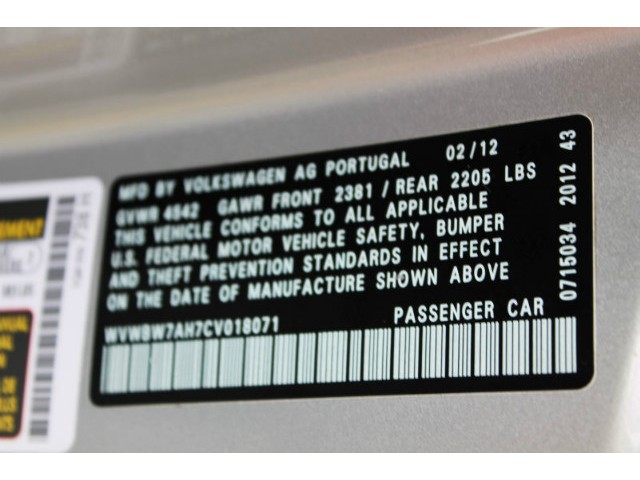 MFD BY VOLKSWAGEN AG PORTUGAL 02/12
GVWR 4542 GAWR FRONT 2381 / REAR 2205 LBS
THIS VEHICLE CONFORMS TO ALL APPLICABLE
U.S. FEDERAL MOTOR VEHICLE SAFETY, BUMPER
AND THEFT PREVENTION STANDARDS IN EFFECT
ON THE DATE OF MANUFACTURE SHOWN ABOVE
WVWBW7AH7CV018071 PASSENGER CAR
0715034 2012 43